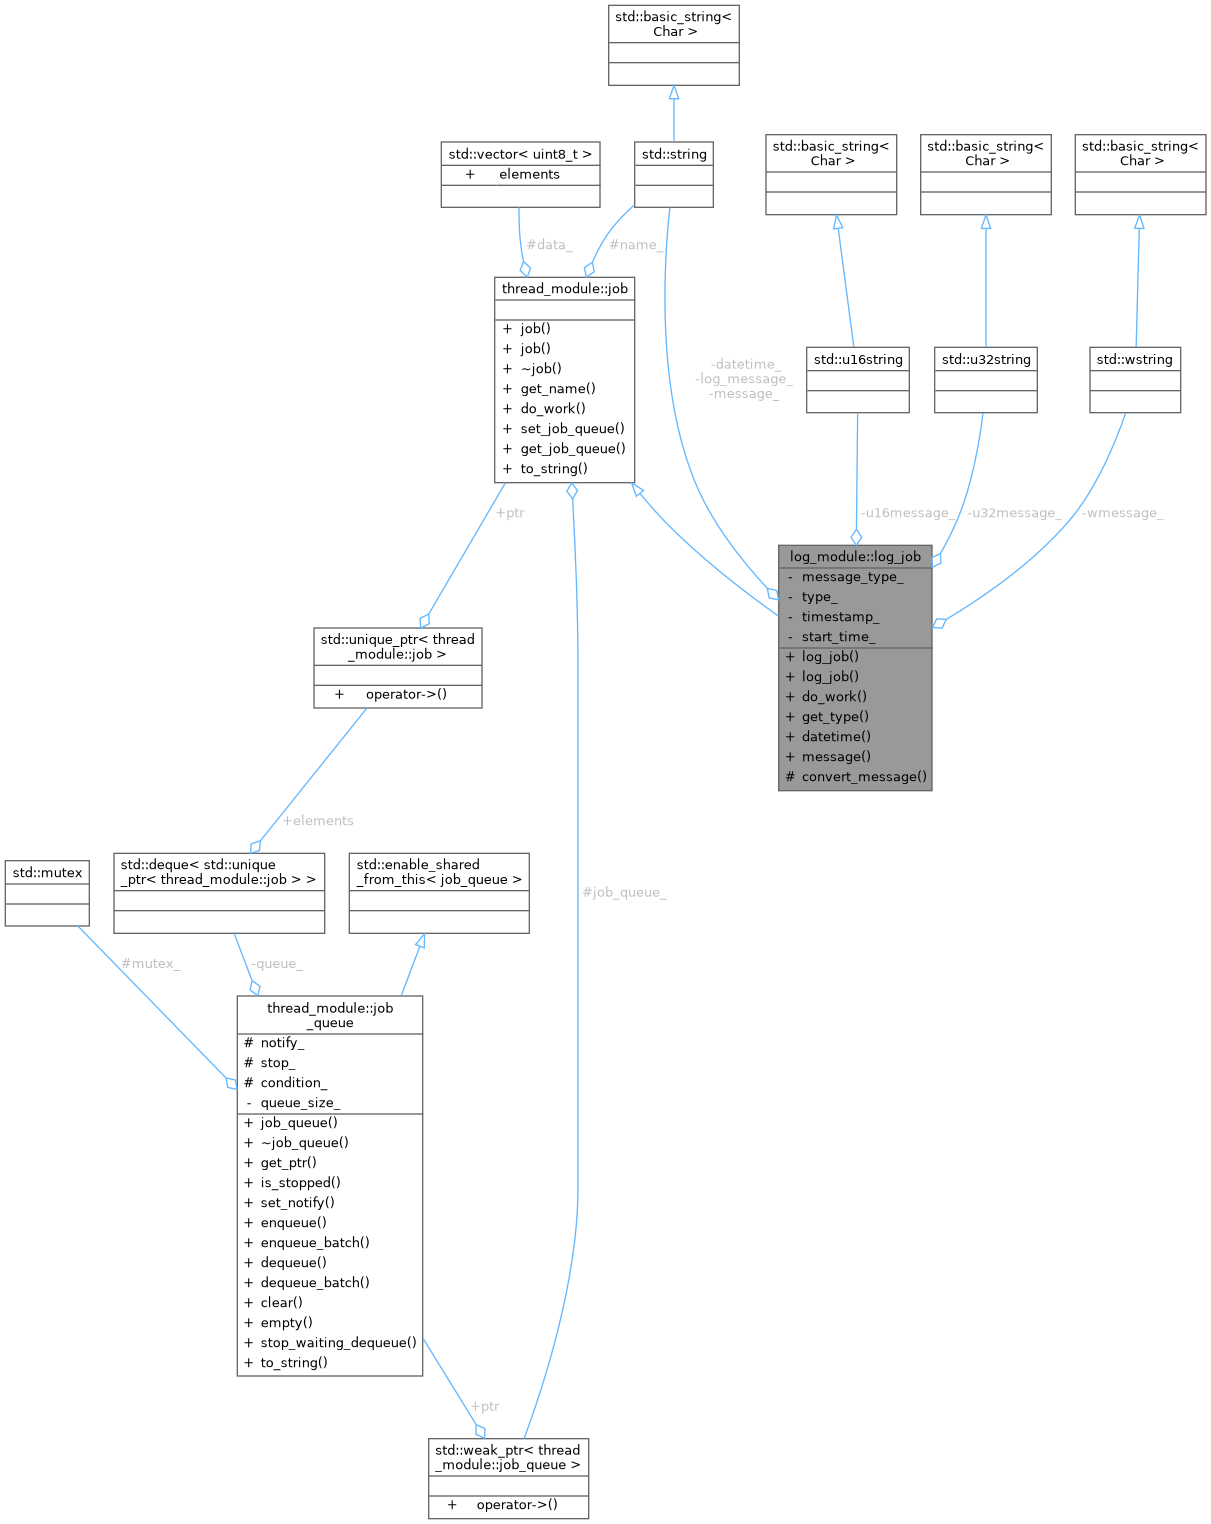 std::basic_string<
Char >
std::vector< uint8_t >
+ elements
std::string
std::basic_string<
Char >
std::basic_string<
Char >
std::basic_string<
Char >
#data_
#name_
thread_module::job
+ job()
+ job()
+ ~job()
+ get_name()
+ do_work()
+ set_job_queue()
+ get_job_queue()
+ to_string()
-datetime_
-log_message_
-message_
std::u16string
std::u32string
std::wstring
+ptr
-u16message_
-u32message_
-wmessage_
log_module::log_job
- message_type_
- type_
- timestamp_
- start_time_
+ log_job()
+ log_job()
+ do_work()
+ get_type()
+ datetime()
+ message()
# convert_message()
std::unique_ptr< thread
_module::job >
+ operator->()
+elements
std::mutex
std::deque< std::unique
_ptr< thread_module::job > >
std::enable_shared
_from_this< job_queue >
#job_queue_
#mutex_
-queue_
thread_module::job
_queue
# notify_
# stop_
# condition_
- queue_size_
+ job_queue()
+ ~job_queue()
+ get_ptr()
+ is_stopped()
+ set_notify()
+ enqueue()
+ enqueue_batch()
+ dequeue()
+ dequeue_batch()
+ clear()
+ empty()
+ stop_waiting_dequeue()
+ to_string()
+ptr
std::weak_ptr< thread
_module::job_queue >
+ operator->()